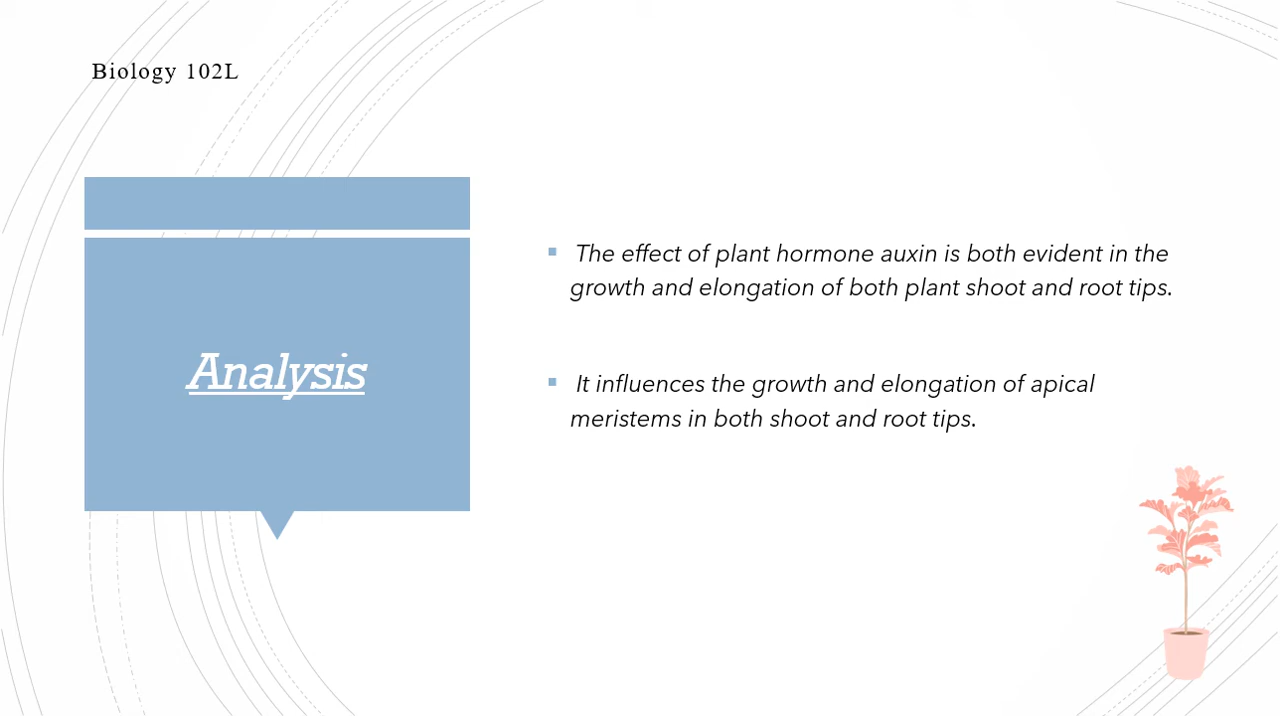 Biology 102L
Analysis
▪ The effect of plant hormone auxin is both evident in the
growth and elongation of both plant shoot and root tips.
▪ It influences the growth and elongation of apical
meristems in both shoot and root tips.